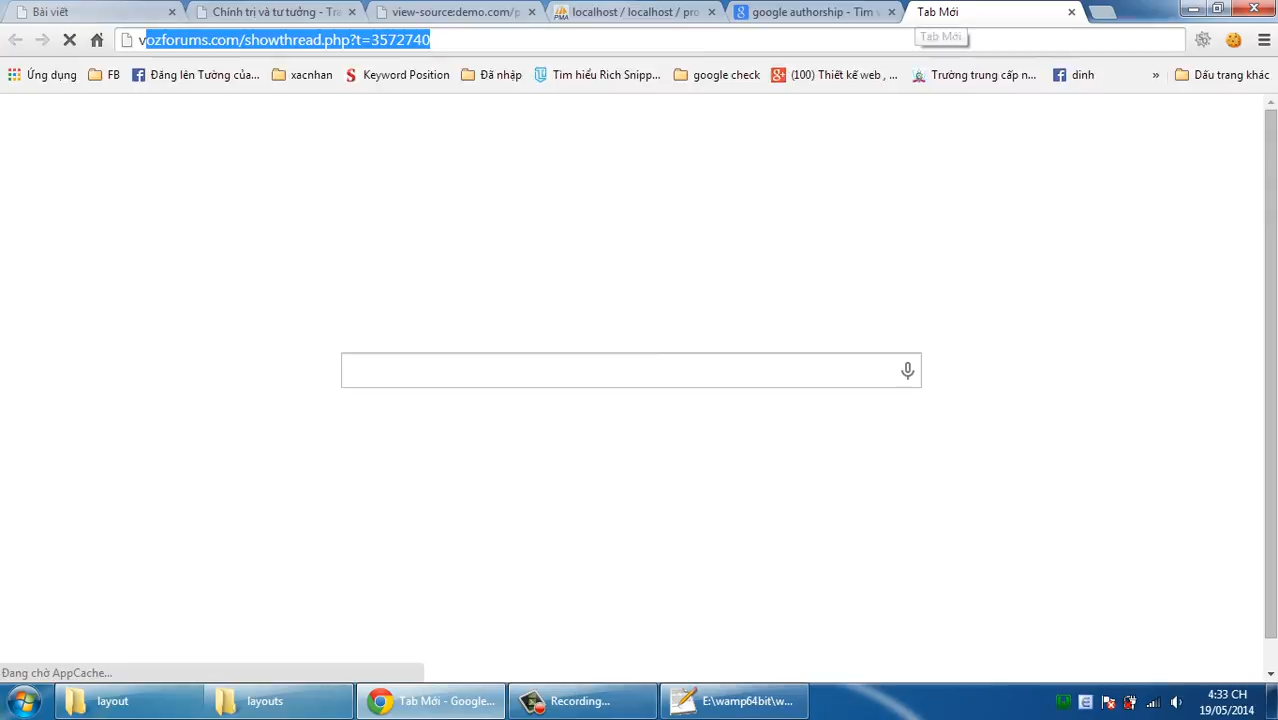 Bài viết
Chính trị và tư tưởng - Tra
view-source:demo.com/p
localhost / localhost / pro
google authorship - Tìm v
Tab Mới
vozforums.com/showthread.php?t=3572740
Tab Mới
Ứng dụng
FB
Đăng lên Tường của...
xacnhan
Keyword Position
Đã nhập
Tìm hiểu Rich Snipp...
google check
(100) Thiết kế web , ...
Trường trung cấp n...
dinh
»
Dấu trang khác
Đang chờ AppCache...
layout
layouts
Tab Mới - Google...
Recording...
E:\wamp64bit\w...
4:33 CH
19/05/2014